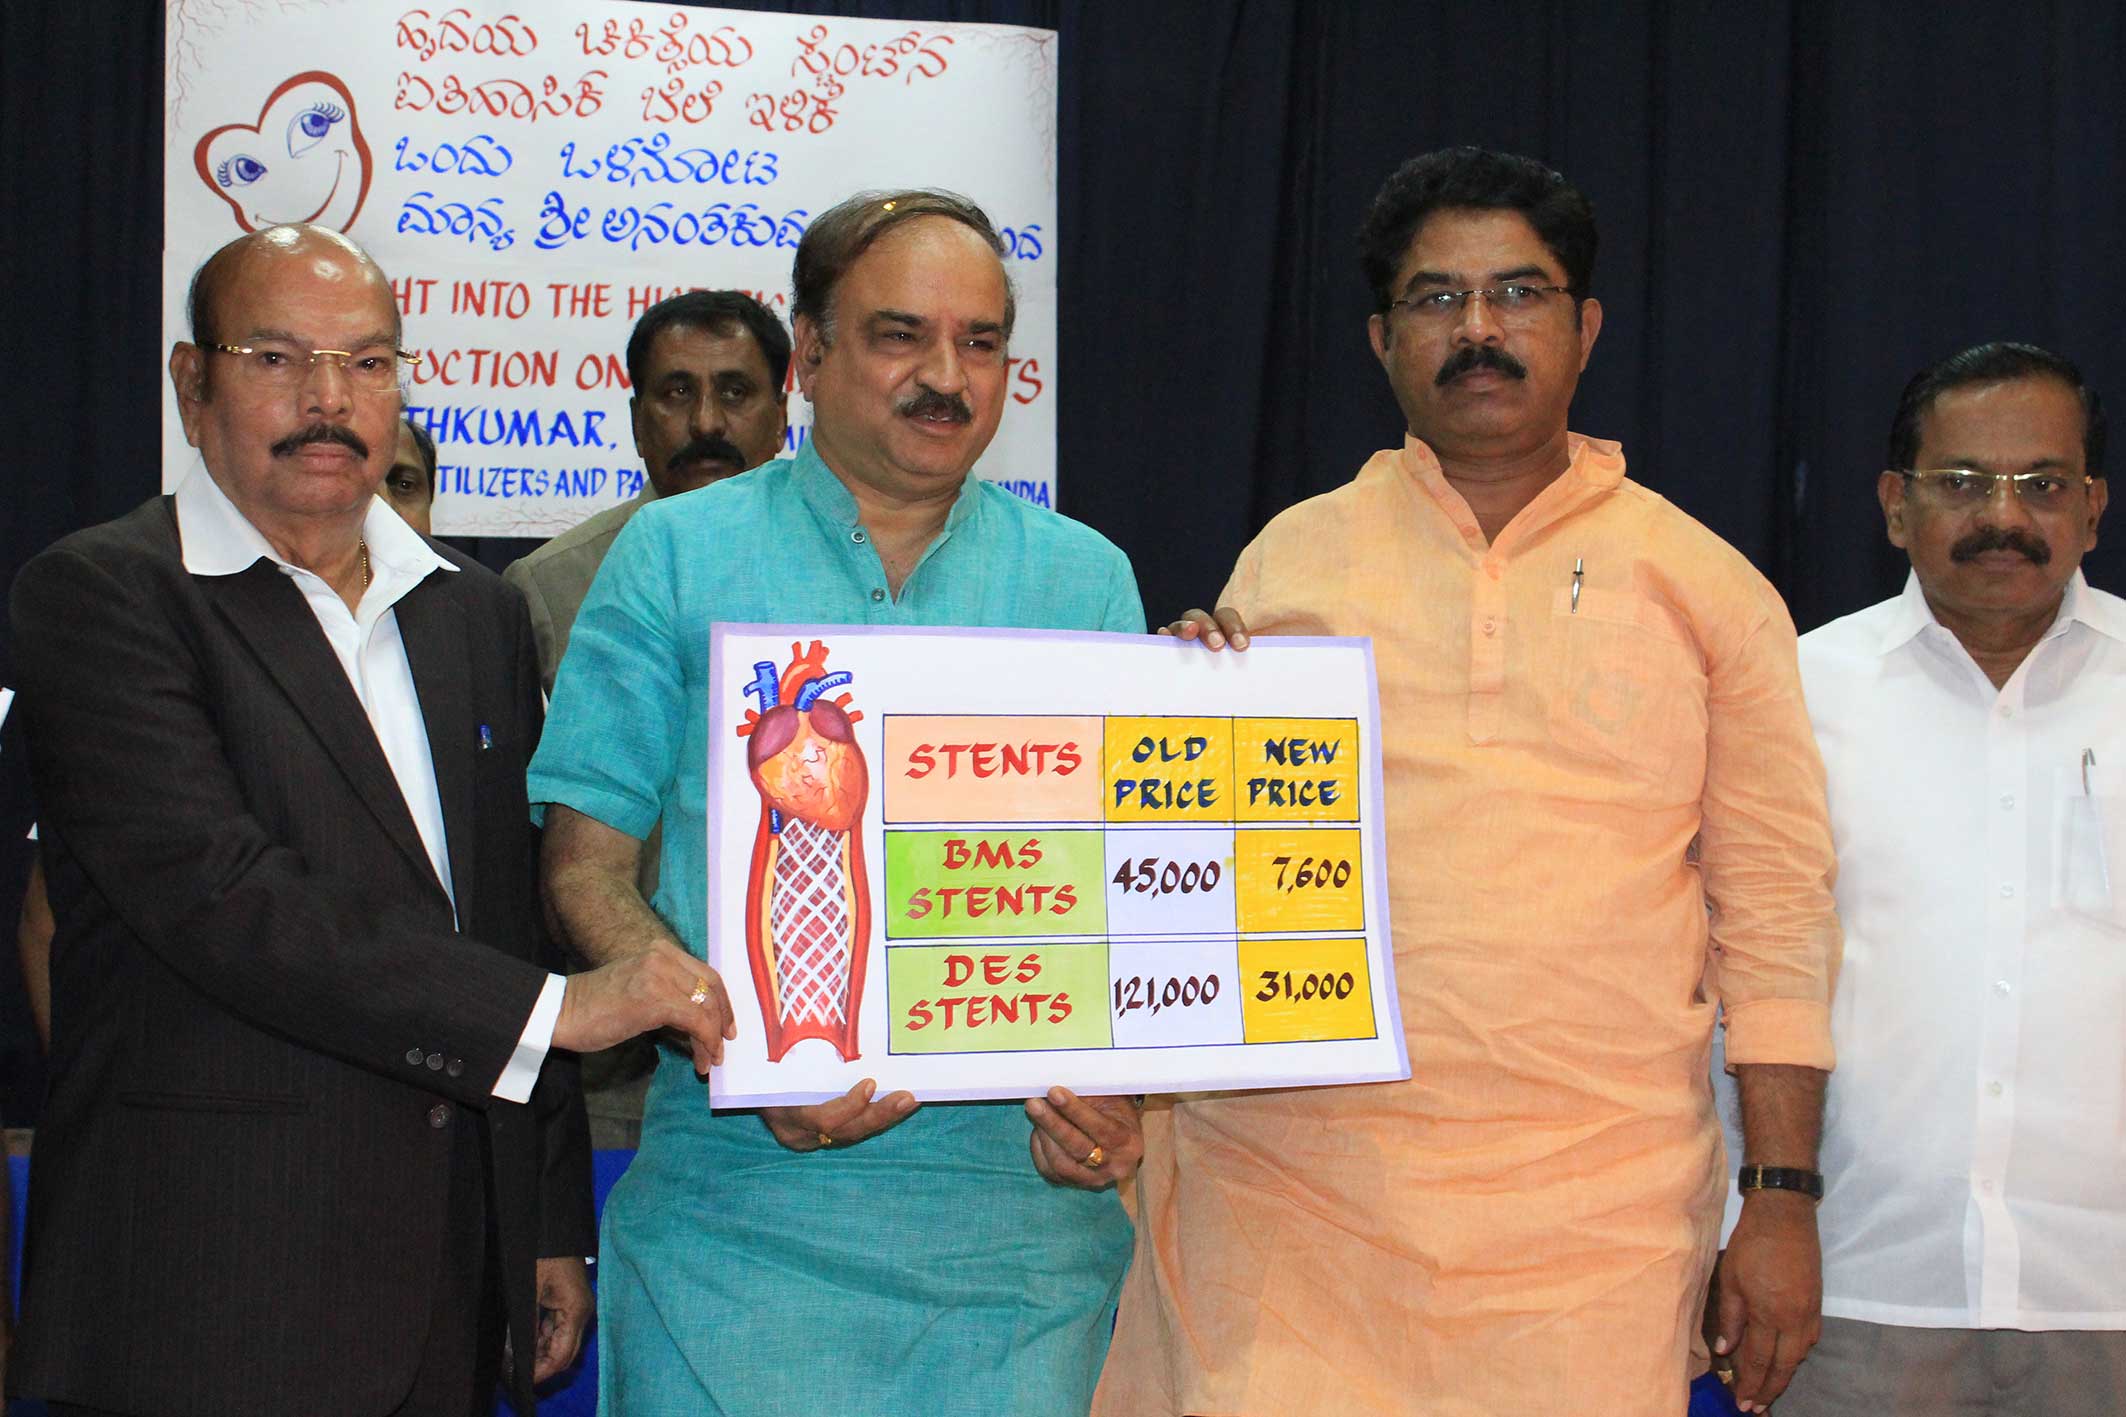 ಹೃದಯ ಚಿಕಿತ್ಸೆಯ ಸ್ಟೆಂಟ್‌ನ
ಐತಿಹಾಸಿಕ ಬೆಲೆ ಇಳಿಕೆ
ಒಂದು ಒಳನೋಟ
ಮಾನ್ಯ ಶ್ರೀ ಅನಂತಕುಮ
ಂದ
HT INTO THE
UCTION ON
TS
THKUMAR,
TILIZERS AND PA
INDIA
STENTS OLD PRICE NEW PRICE
BMS STENTS 45,000 7,600
DES STENTS 1,21,000 31,000